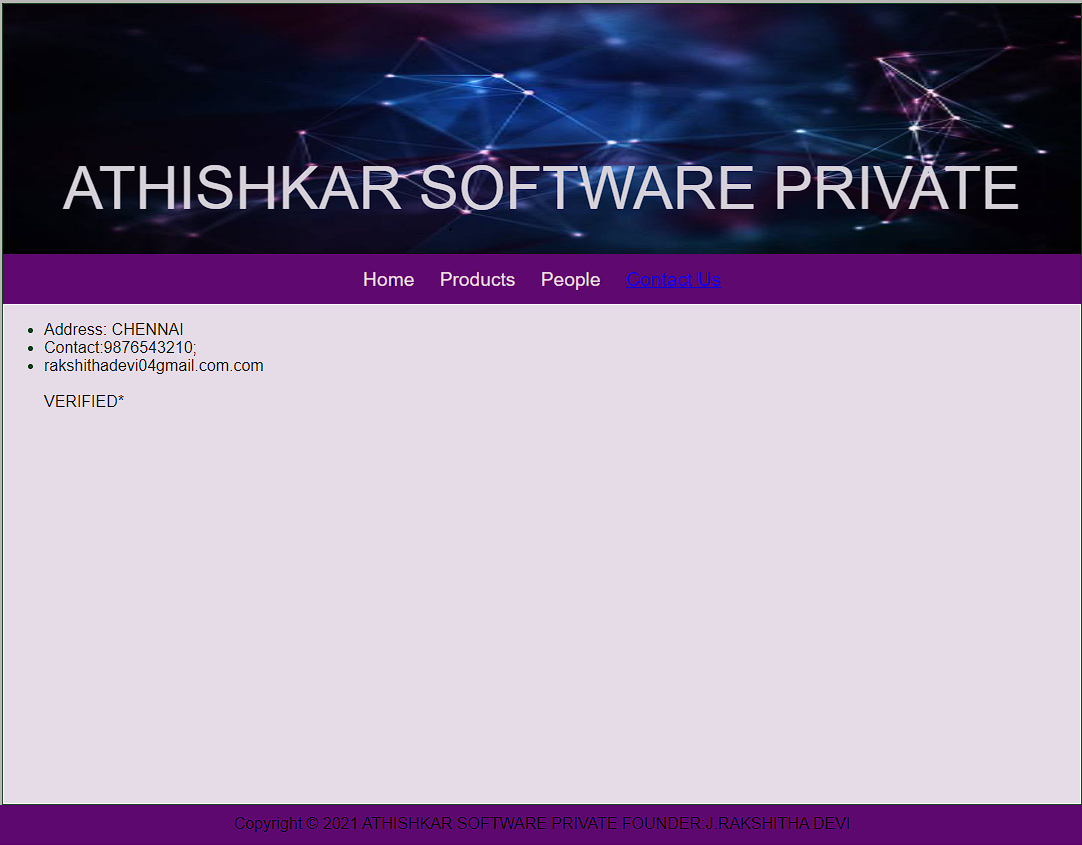 ATHISHKAR SOFTWARE PRIVATE
Home Products People Contact Us
Address: CHENNAI
Contact:9876543210;
rakshithadevi04gmail.com.com
VERIFIED*
Copyright © 2021 ATHISHKAR SOFTWARE PRIVATE FOUNDER:J.RAKSHITHA DEVI